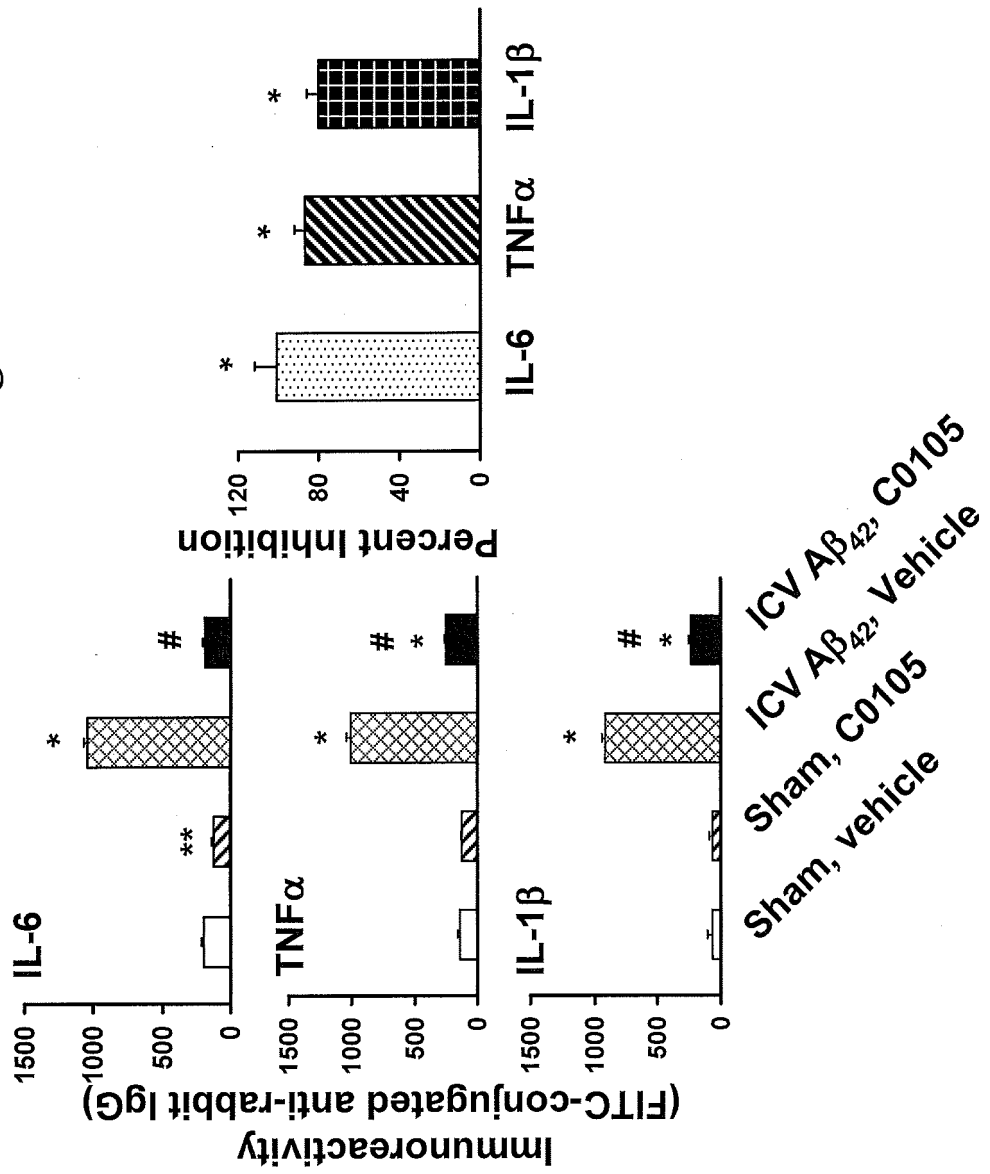 Immunoreactivity
(FITC-conjugated anti-rabbit IgG)
IL-6
1500
1000
500
0
**
*
#
TNFα
1500
1000
500
0
*
#
*
IL-1β
1500
1000
500
0
*
#
*
Sham, vehicle
Sham, C0105
ICV Aβ42, Vehicle
ICV Aβ42, C0105
Percent Inhibition
120
80
40
0
*
*
*
IL-6
TNFα
IL-1β